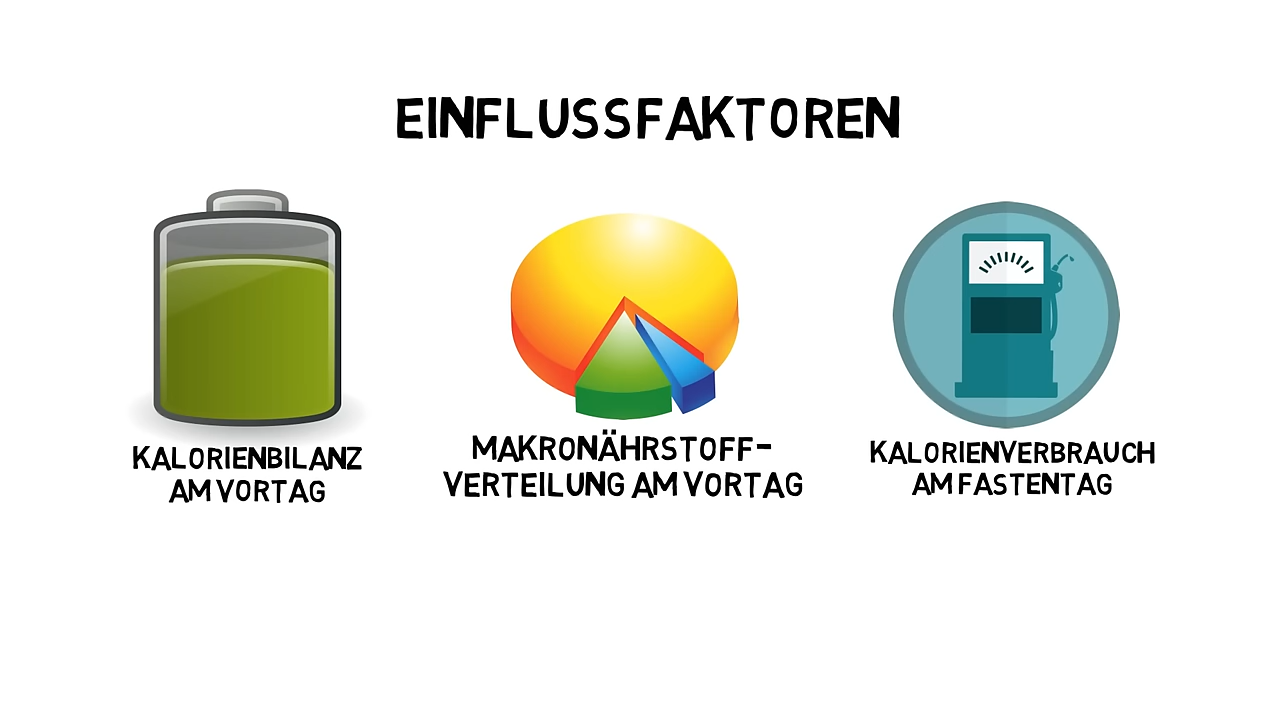 EINFLUSSFAKTOREN
KALORIENBILANZ
AM VORTAG
MAKRONÄHRSTOFF-
VERTEILUNG AM VORTAG
KALORIENVERBRAUCH
AM FASTENTAG